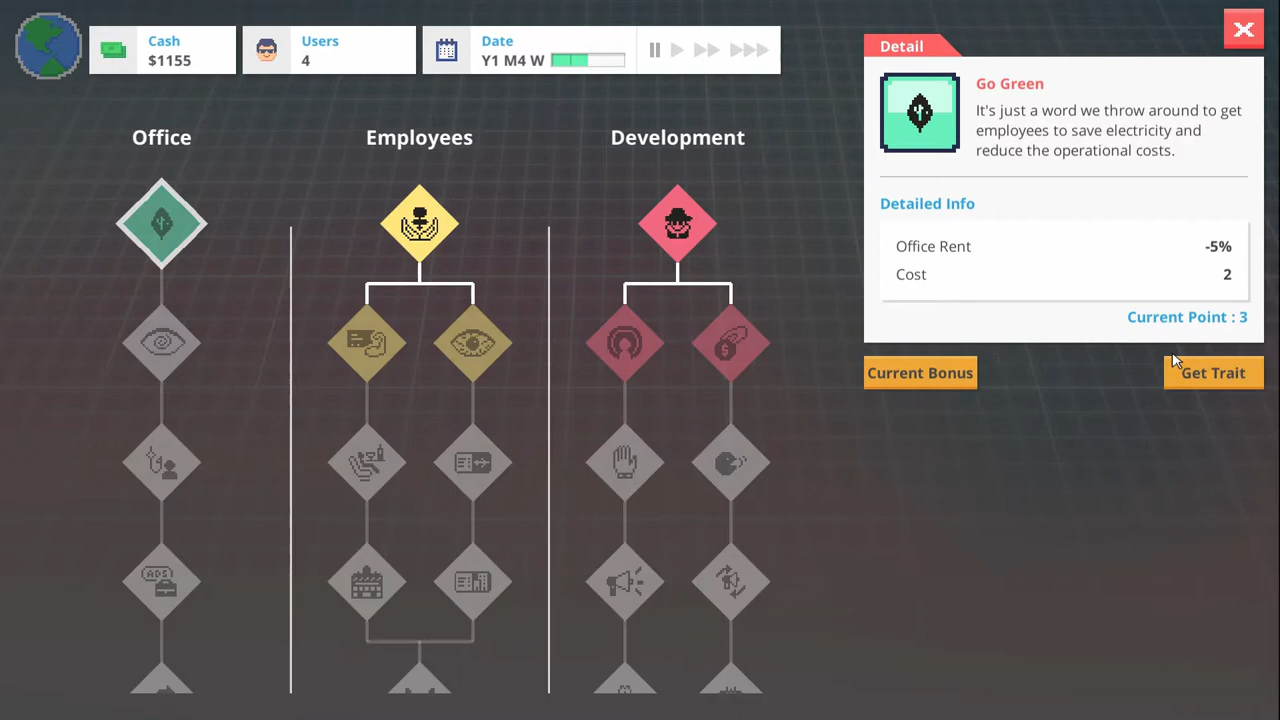 Cash
$1155
Users
4
Date
Y1 M4 W
Office
Employees
Development
ADS
Detail
Go Green
It's just a word we throw around to get
employees to save electricity and
reduce the operational costs.
Detailed Info
Office Rent -5%
Cost 2
Current Point : 3
Current Bonus
Get Trait